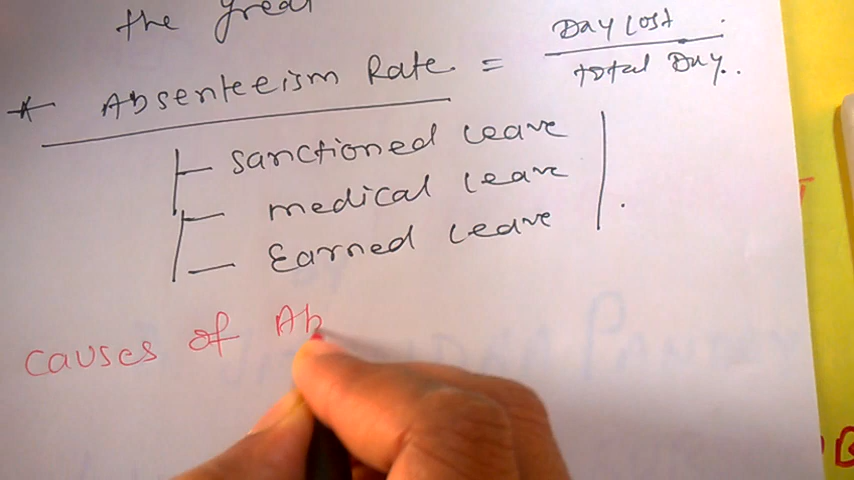 the great
Day Lost
* Absenteeism Rate = total Day..
Sanctioned leave
medical leave
Earned leave
causes of Ab